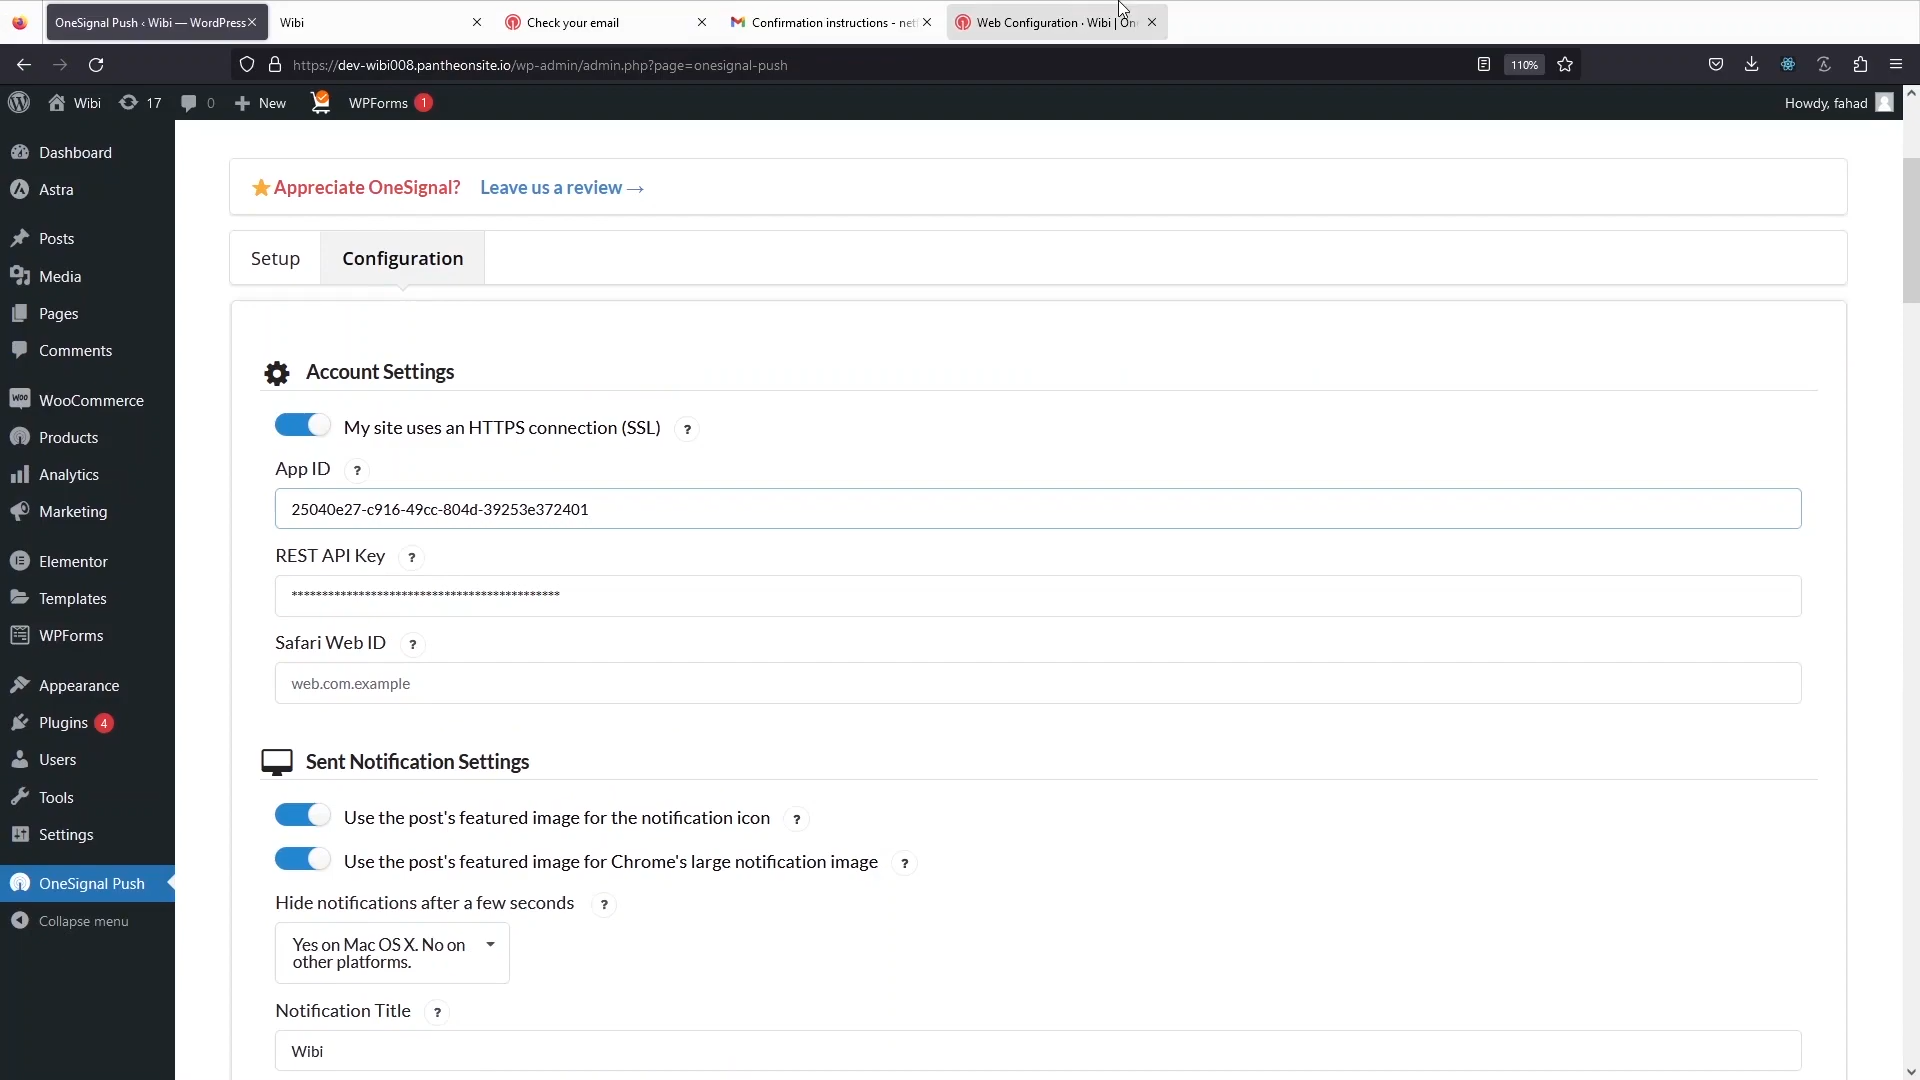 OneSignal Push ‹ Wibi — WordPress
Wibi
Check your email
Confirmation instructions - net
Web Configuration · Wibi | On
https://dev-wibi008.pantheonsite.io/wp-admin/admin.php?page=onesignal-push
110%
Wibi
17
0
New
WPForms
1
Howdy, fahad
Dashboard
Astra
Posts
Media
Pages
Comments
WooCommerce
Products
Analytics
Marketing
Elementor
Templates
WPForms
Appearance
Plugins 4
Users
Tools
Settings
OneSignal Push
Collapse menu
Appreciate OneSignal? Leave us a review →
Setup
Configuration
Account Settings
My site uses an HTTPS connection (SSL) ?
App ID ?
25040e27-c916-49cc-804d-39253e372401
REST API Key ?
************************************************
Safari Web ID ?
web.com.example
Sent Notification Settings
Use the post's featured image for the notification icon ?
Use the post's featured image for Chrome's large notification image ?
Hide notifications after a few seconds ?
Yes on Mac OS X. No on
other platforms.
Notification Title ?
Wibi